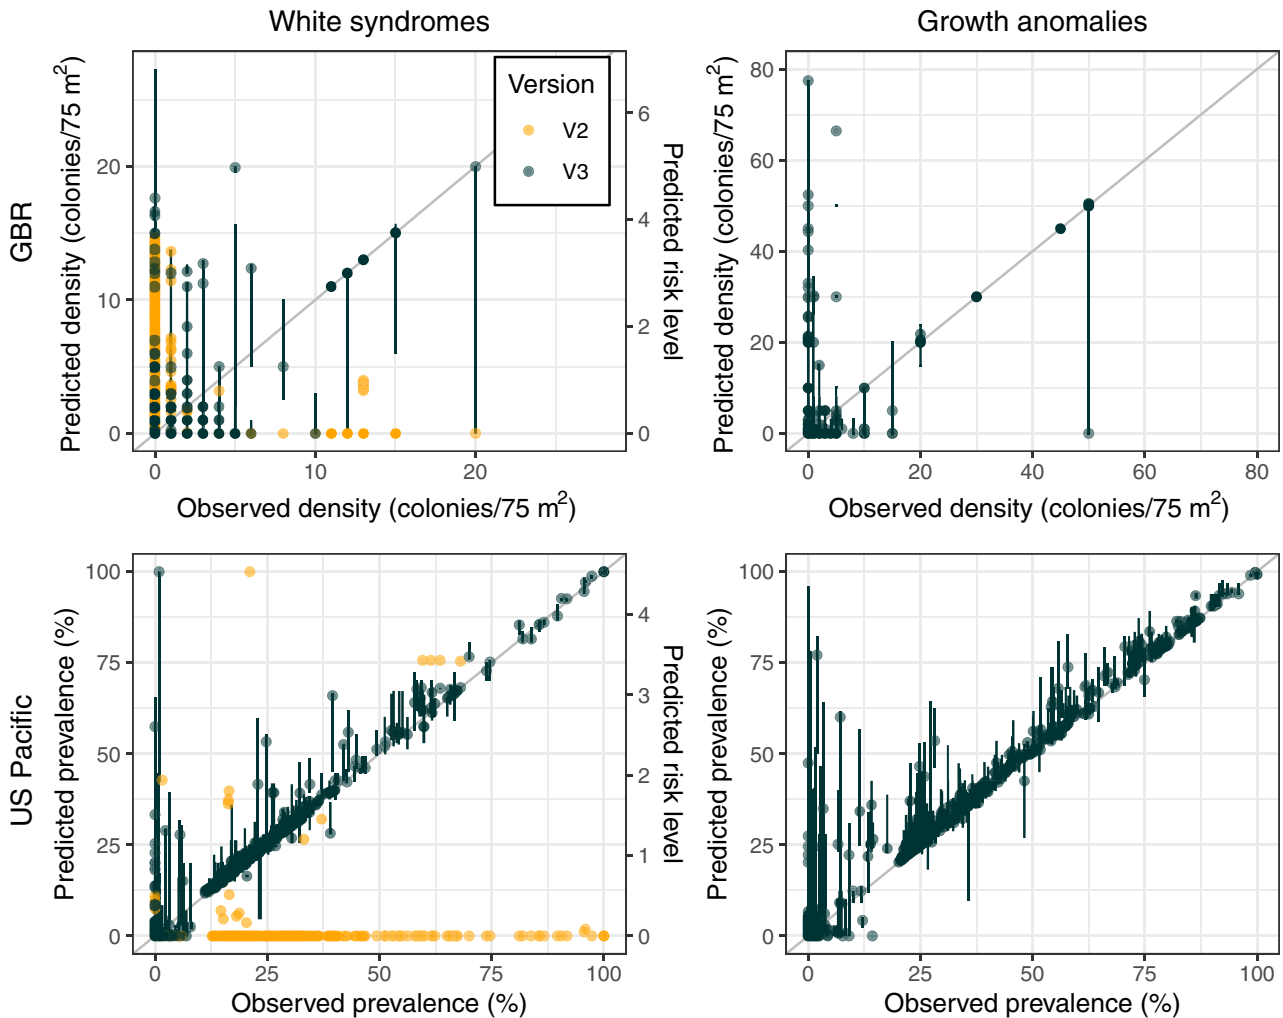 White syndromes
Growth anomalies
GBR
Predicted density (colonies/75 m²)
20
10
0
Version
V2
V3
6
4
2
0
Predicted risk level
0
10
20
Observed density (colonies/75 m²)
Predicted density (colonies/75 m²)
80
60
40
20
0
0
20
40
60
80
Observed density (colonies/75 m²)
US Pacific
Predicted prevalence (%)
100
75
50
25
0
4
3
2
1
0
Predicted risk level
0
25
50
75
100
Observed prevalence (%)
Predicted prevalence (%)
100
75
50
25
0
0
25
50
75
100
Observed prevalence (%)